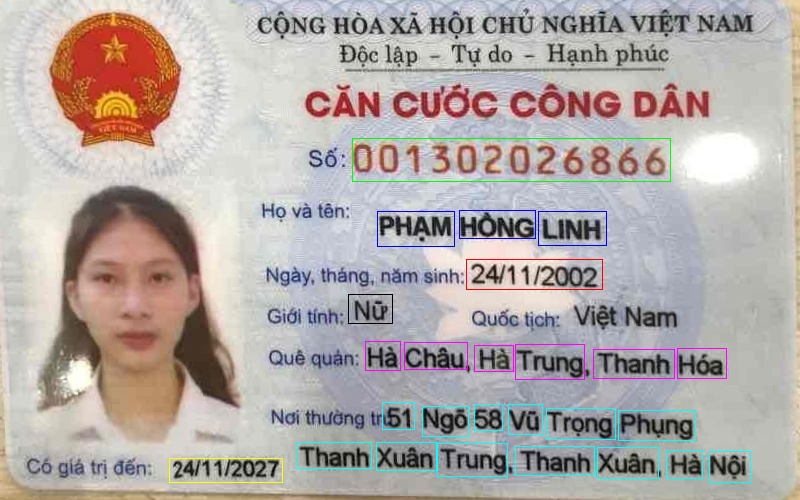 CỘNG HÒA XÃ HỘI CHỦ NGHĨA VIỆT NAM
Độc lập – Tự do – Hạnh phúc
CĂN CƯỚC CÔNG DÂN
Số: 001302026866
Họ và tên: PHẠM HỒNG LINH
Ngày, tháng, năm sinh: 24/11/2002
Giới tính: Nữ Quốc tịch: Việt Nam
Quê quán: Hà Châu, Hà Trung, Thanh Hóa
Nơi thường trú: 51 Ngõ 58 Vũ Trọng Phụng
Thanh Xuân Trung, Thanh Xuân, Hà Nội
Có giá trị đến: 24/11/2027
VIỆT NAM